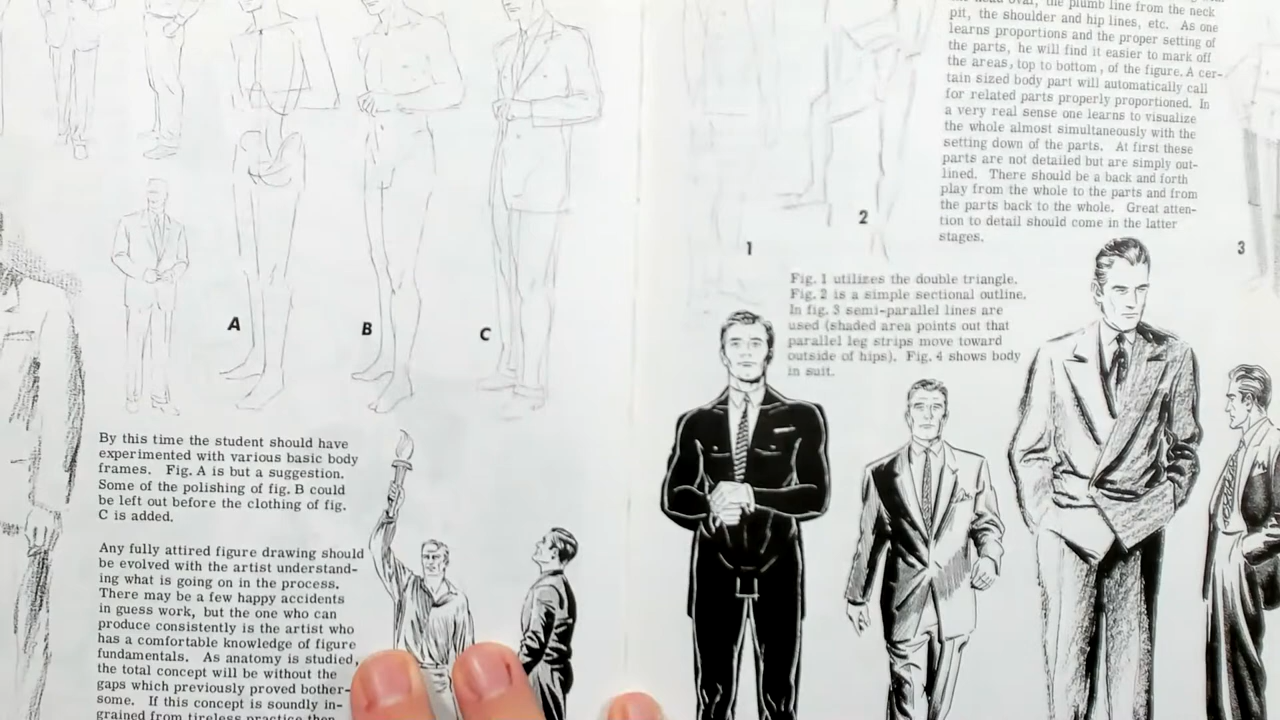 A
B
C
By this time the student should have
experimented with various basic body
frames. Fig. A is but a suggestion.
Some of the polishing of fig. B could
be left out before the clothing of fig.
C is added.
Any fully attired figure drawing should
be evolved with the artist understand-
ing what is going on in the process.
There may be a few happy accidents
in guess work, but the one who can
produce consistently is the artist who
has a comfortable knowledge of figure
fundamentals. As anatomy is studied,
the total concept will be without the
gaps which previously proved bother-
some. If this concept is soundly in-
grained from tireless practice then
the plumb line from the neck
pit, the shoulder and hip lines, etc. As one
learns proportions and the proper setting of
the parts, he will find it easier to mark off
the areas, top to bottom, of the figure. A cer-
tain sized body part will automatically call
for related parts properly proportioned. In
a very real sense one learns to visualize
the whole almost simultaneously with the
setting down of the parts. At first these
parts are not detailed but are simply out-
lined. There should be a back and forth
play from the whole to the parts and from
the parts back to the whole. Great atten-
tion to detail should come in the latter
stages.
1
2
3
Fig. 1 utilizes the double triangle.
Fig. 2 is a simple sectional outline.
In fig. 3 semi-parallel lines are
used (shaded area points out that
parallel leg strips move toward
outside of hips). Fig. 4 shows body
in suit.